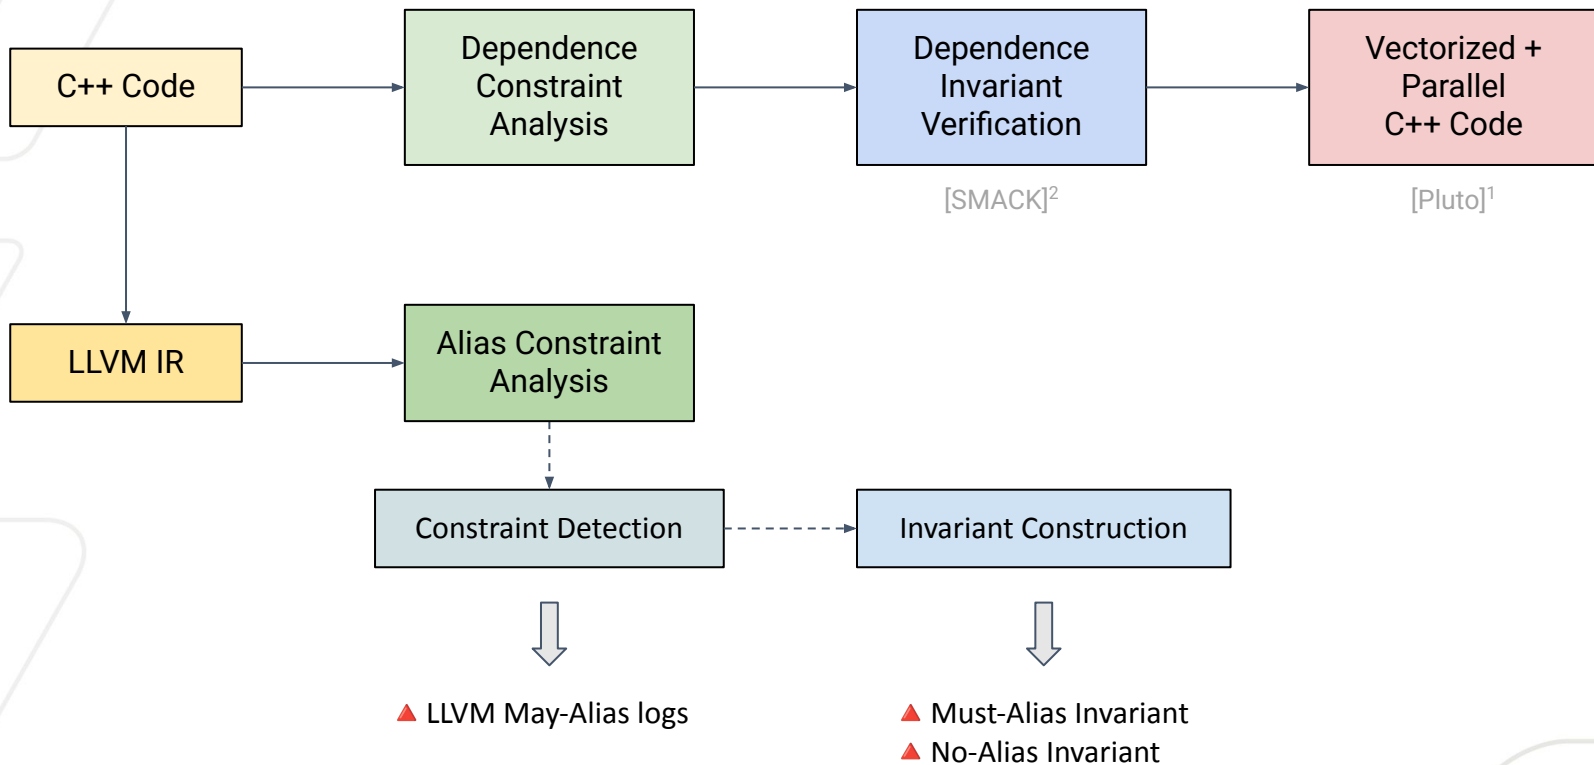 C++ Code
Dependence
Constraint
Analysis
Dependence
Invariant
Verification
Vectorized +
Parallel
C++ Code
[SMACK]2
[Pluto]1
LLVM IR
Alias Constraint
Analysis
Constraint Detection
Invariant Construction
LLVM May-Alias logs
Must-Alias Invariant
No-Alias Invariant